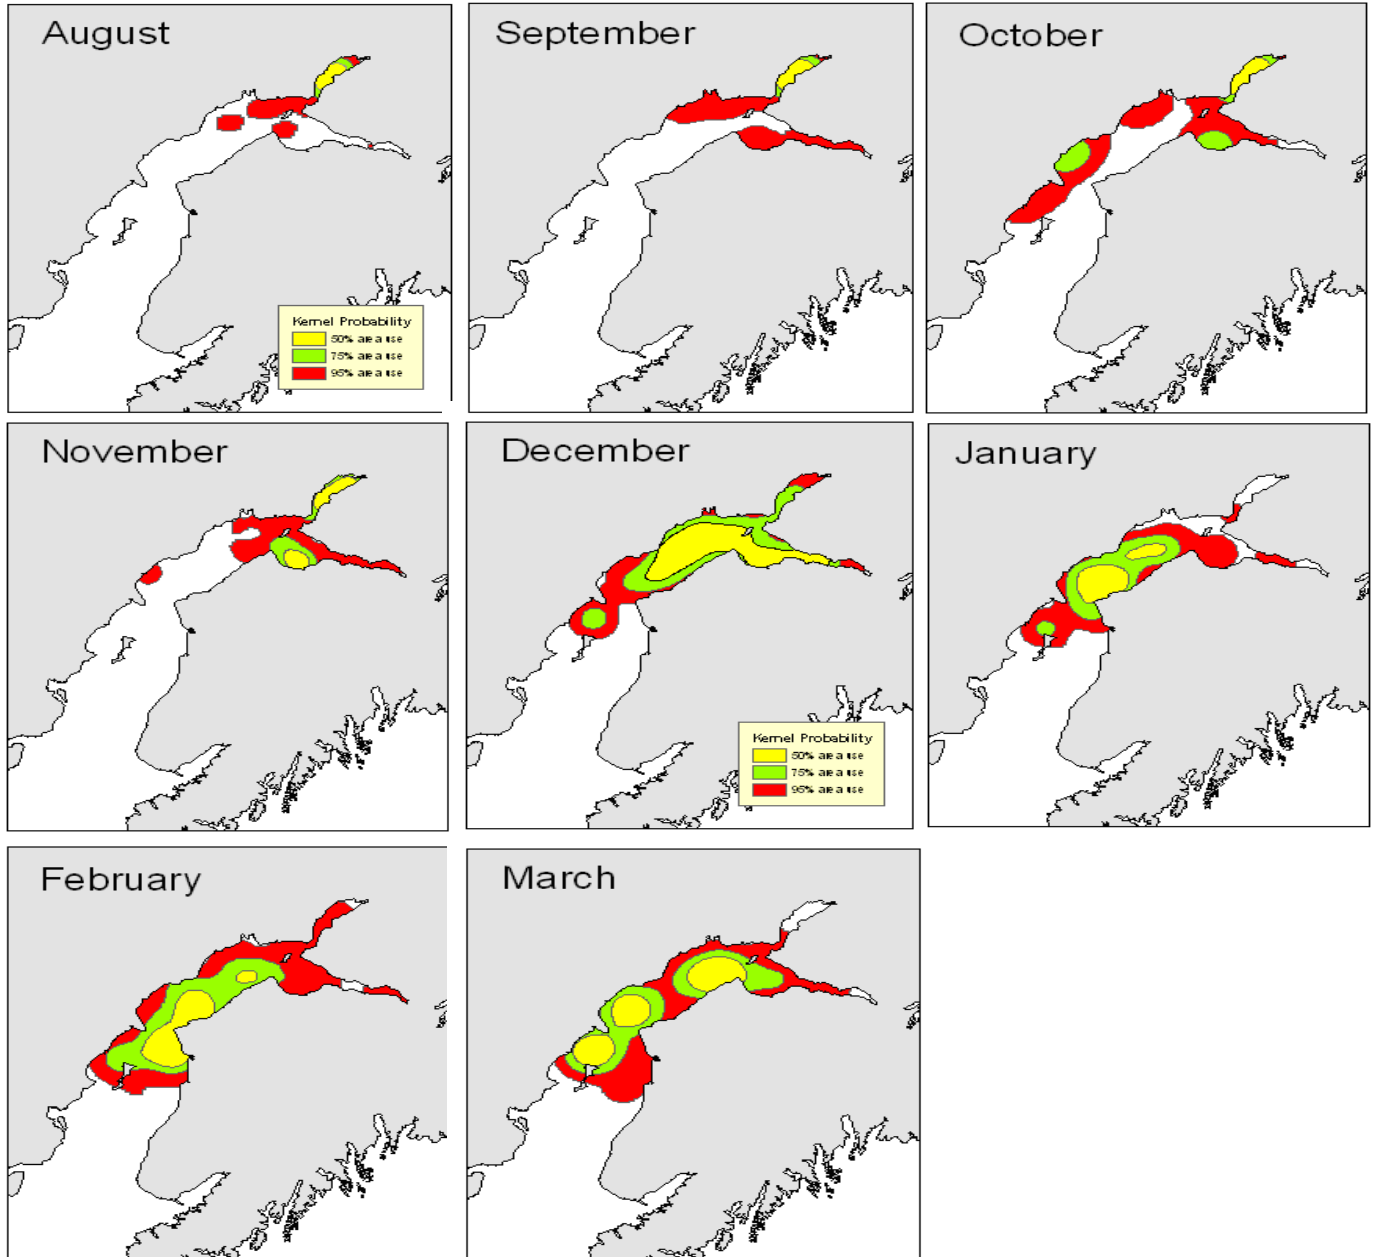 August
September
October
Kernel Probability
50% area use
75% area use
95% area use
November
December
January
Kernel Probability
50% area use
75% area use
95% area use
February
March